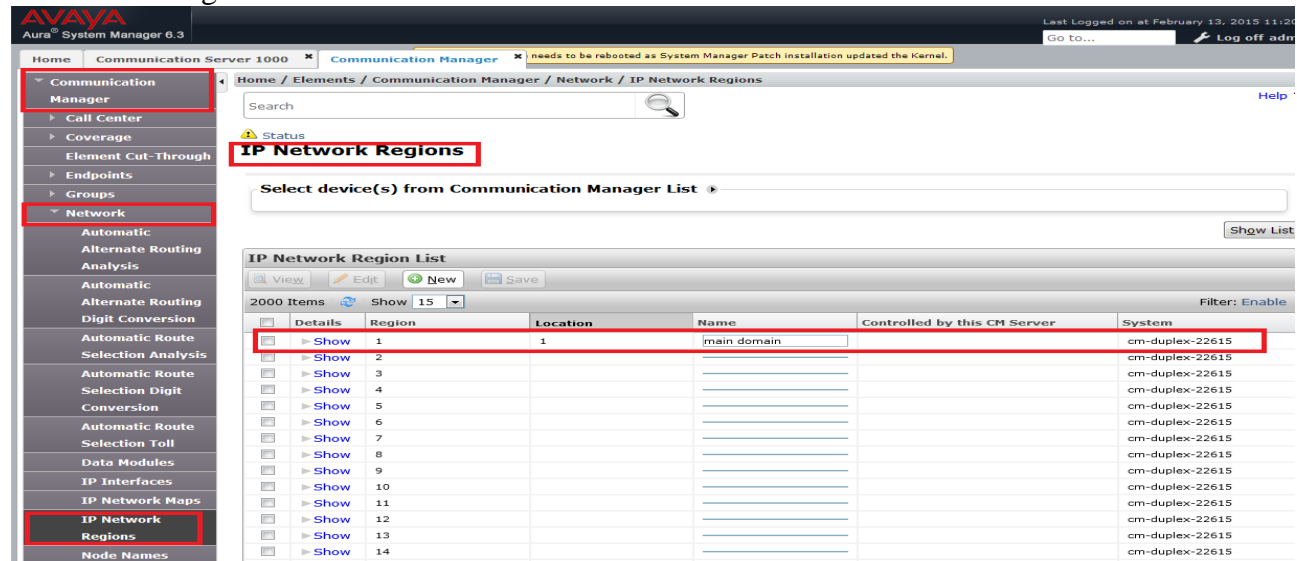 AVAYA
Aura® System Manager 6.3
Last Logged on at February 13, 2015 11:20
Go to...
Log off adm
Home
Communication Server 1000 ×
Communication Manager ×
needs to be rebooted as System Manager Patch installation updated the Kernel.
Communication
Manager
Call Center
Coverage
Element Cut-Through
Endpoints
Groups
Network
Automatic
Alternate Routing
Analysis
Automatic
Alternate Routing
Digit Conversion
Automatic Route
Selection Analysis
Automatic Route
Selection Digit
Conversion
Automatic Route
Selection Toll
Data Modules
IP Interfaces
IP Network Maps
IP Network
Regions
Node Names
Home / Elements / Communication Manager / Network / IP Network Regions
Help
Search
Status
IP Network Regions
Select device(s) from Communication Manager List
Show List
IP Network Region List
View Edit New Save
2000 Items Show 15 Filter: Enable
Details Region Location Name Controlled by this CM Server System
Show 1 1 main domain cm-duplex-22615
Show 2 cm-duplex-22615
Show 3 cm-duplex-22615
Show 4 cm-duplex-22615
Show 5 cm-duplex-22615
Show 6 cm-duplex-22615
Show 7 cm-duplex-22615
Show 8 cm-duplex-22615
Show 9 cm-duplex-22615
Show 10 cm-duplex-22615
Show 11 cm-duplex-22615
Show 12 cm-duplex-22615
Show 13 cm-duplex-22615
Show 14 cm-duplex-22615